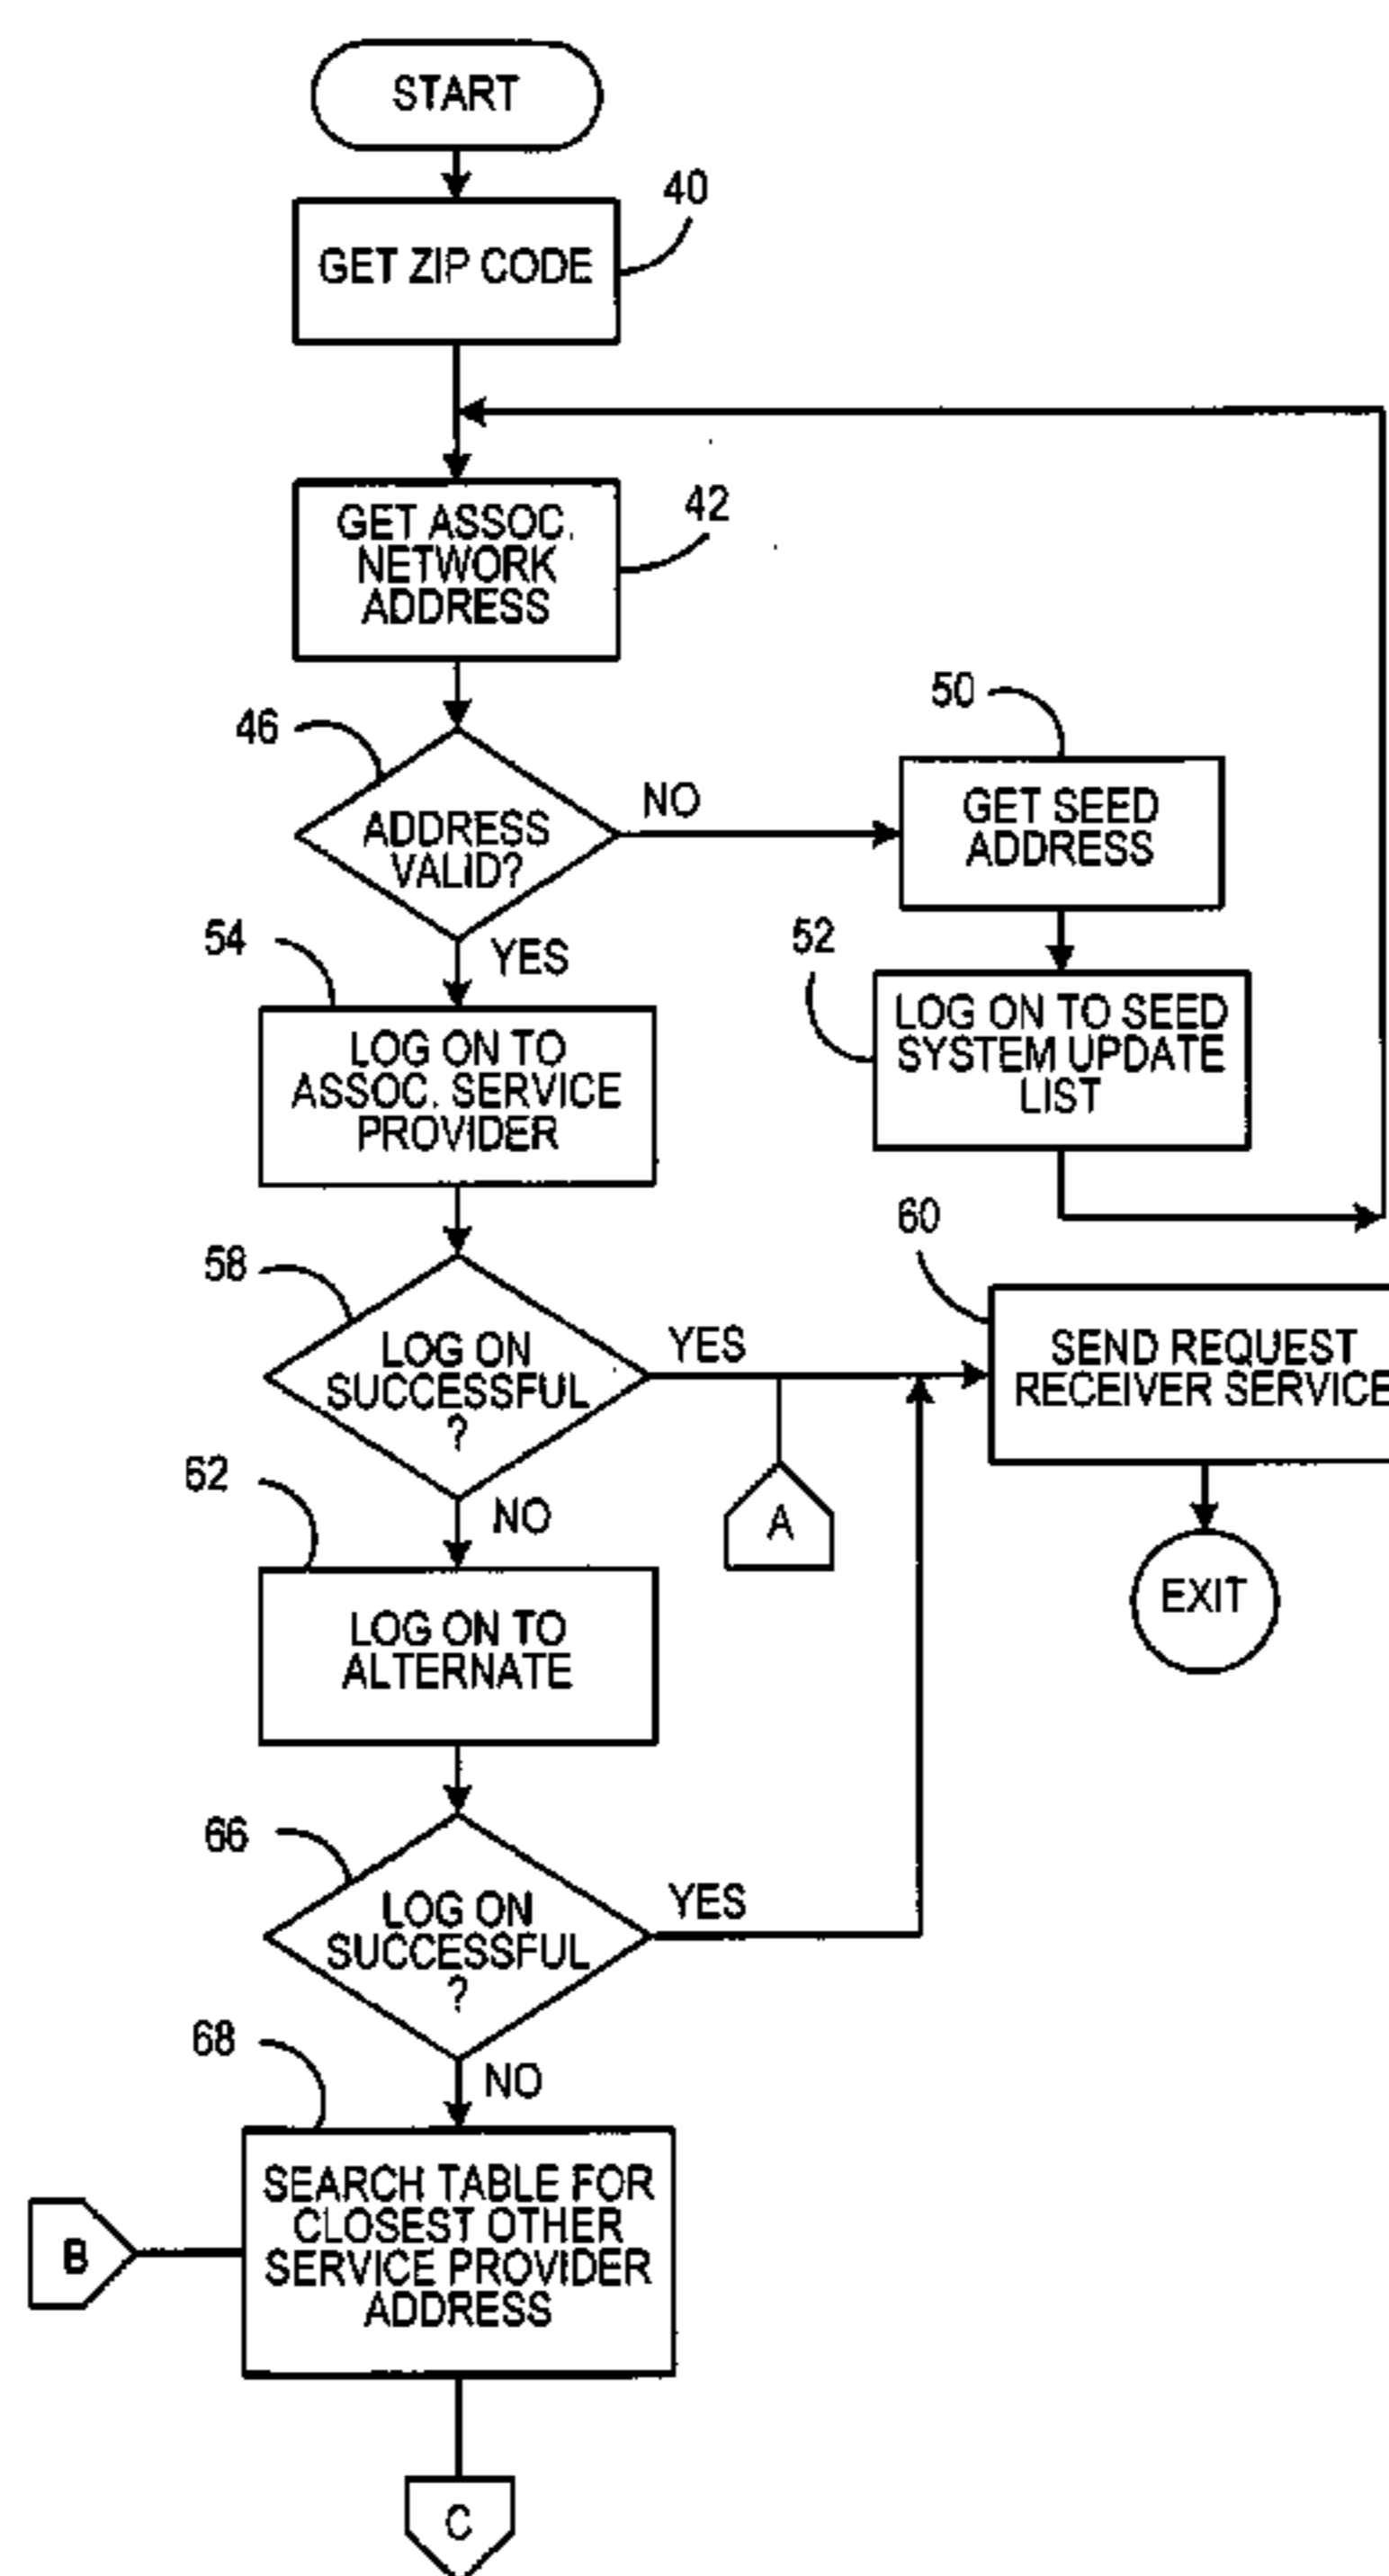 START
40
GET ZIP CODE
GET ASSOC.
NETWORK
ADDRESS
42
46
ADDRESS
VALID?
NO
50
GET SEED
ADDRESS
YES
54
52
LOG ON TO SEED
SYSTEM UPDATE
LIST
LOG ON TO
ASSOC. SERVICE
PROVIDER
60
58
LOG ON
SUCCESSFUL
?
YES
SEND REQUEST
RECEIVER SERVICE
62
NO
A
EXIT
LOG ON TO
ALTERNATE
66
LOG ON
SUCCESSFUL
?
YES
68
NO
SEARCH TABLE FOR
CLOSEST OTHER
SERVICE PROVIDER
ADDRESS
B
C